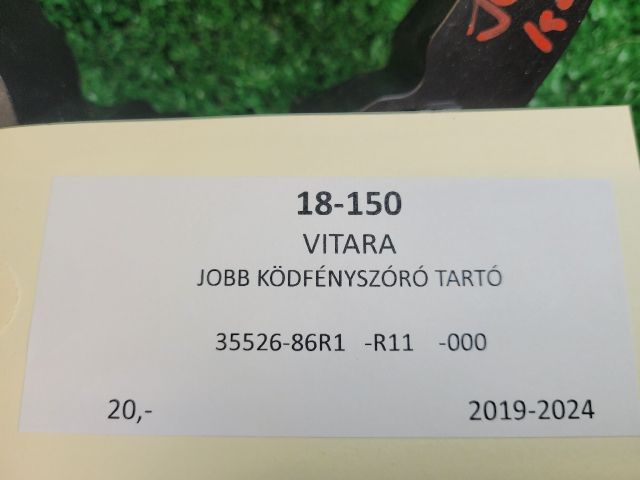 18-150
VITARA
JOBB KÖDFÉNYSZÓRÓ TARTÓ
35526-86R1 -R11 -000
20,- 2019-2024